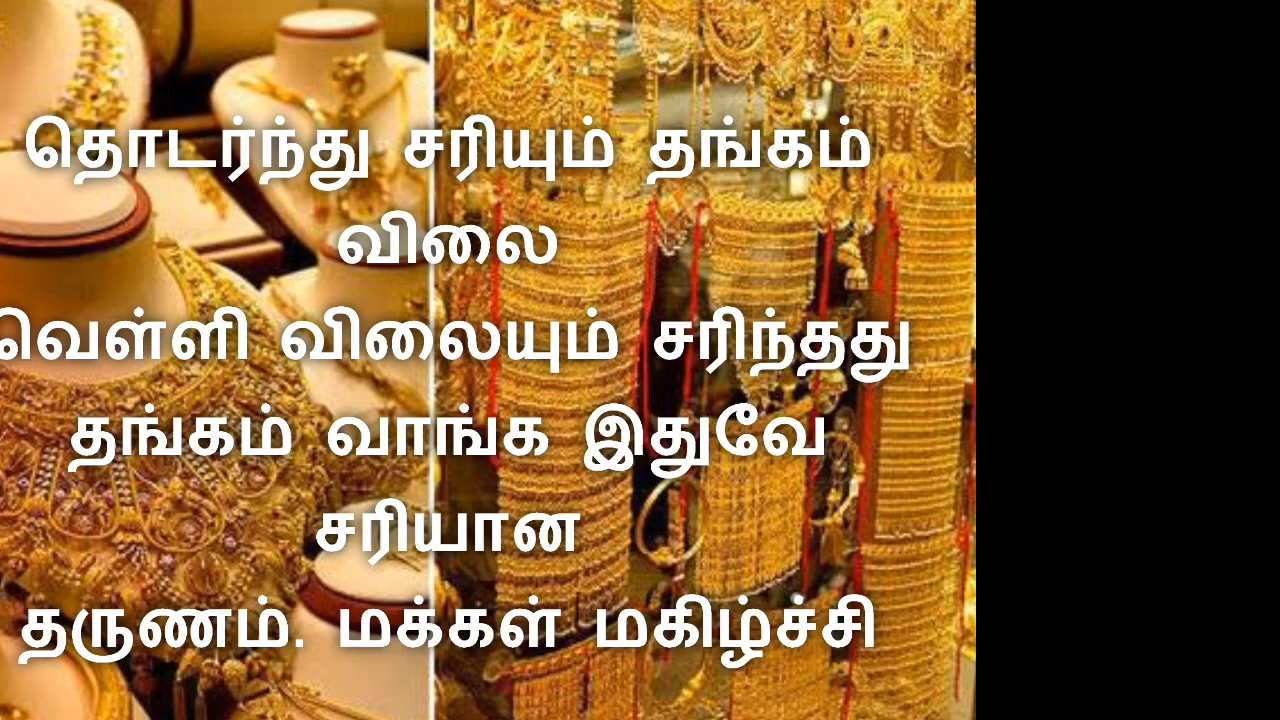 தொடர்ந்து சரியும் தங்கம்
விலை
வெள்ளி விலையும் சரிந்தது
தங்கம் வாங்க இதுவே
சரியான
தருணம். மக்கள் மகிழ்ச்சி